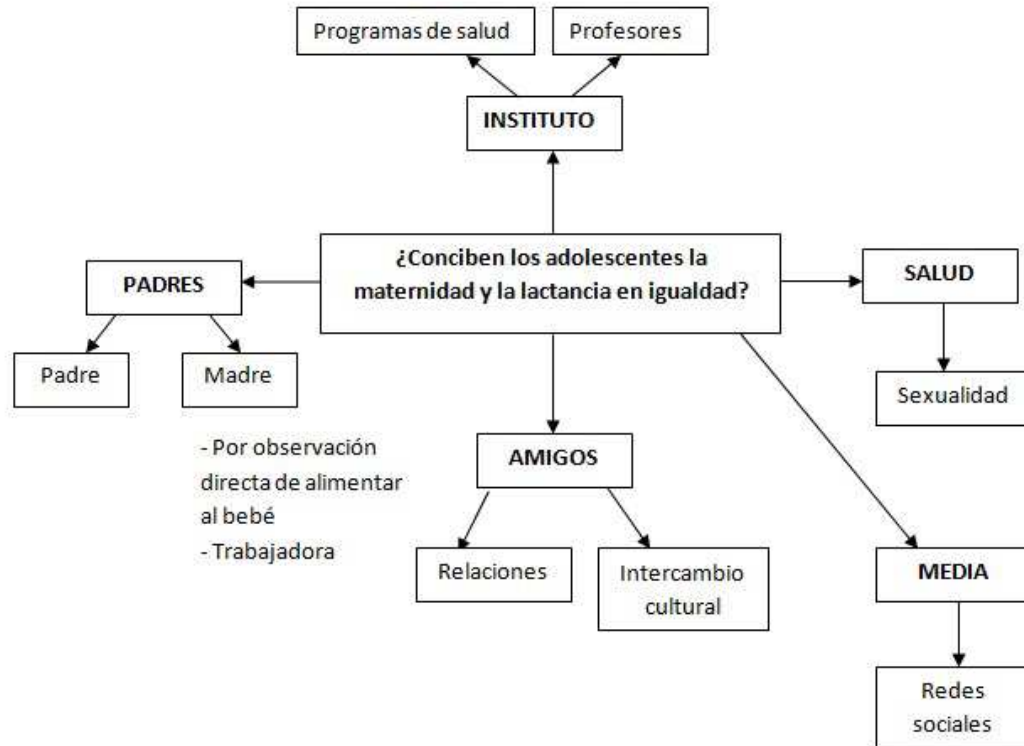 Programas de salud
Profesores
INSTITUTO
¿Conciben los adolescentes la
maternidad y la lactancia en igualdad?
PADRES
SALUD
Padre
Madre
Sexualidad
- Por observación
directa de alimentar
al bebé
- Trabajadora
AMIGOS
Relaciones
Intercambio
cultural
MEDIA
Redes
sociales